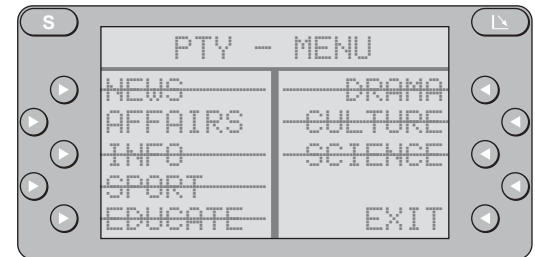 S
PTY - MENU
NEWS DRAMA
AFFAIRS CULTURE
INFO SCIENCE
SPORT
EDUCATE EXIT